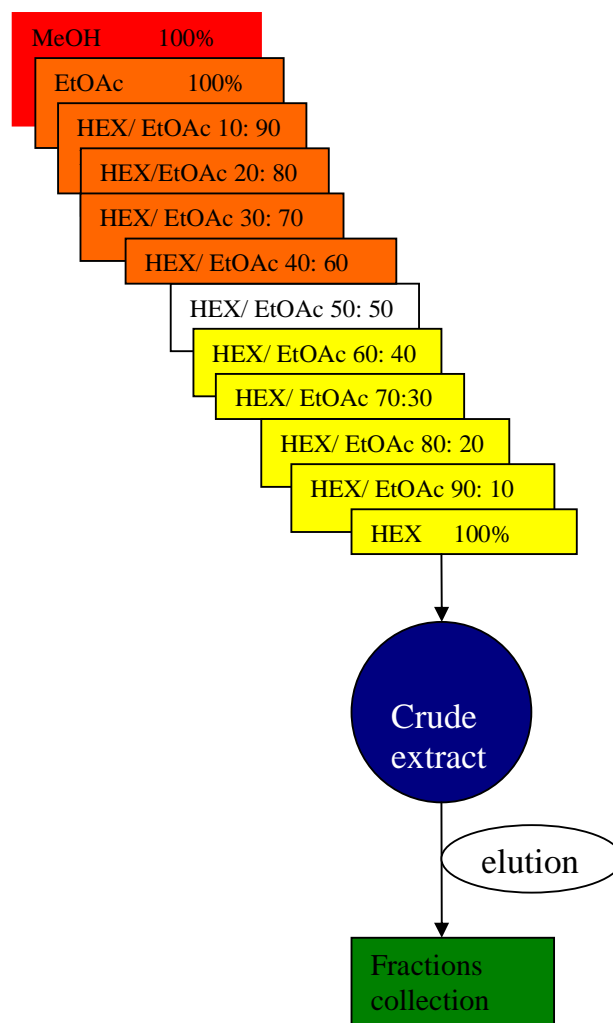 MeOH 100%
EtOAc 100%
HEX/ EtOAc 10: 90
HEX/EtOAc 20: 80
HEX/ EtOAc 30: 70
HEX/ EtOAc 40: 60
HEX/ EtOAc 50: 50
HEX/ EtOAc 60: 40
HEX/ EtOAc 70:30
HEX/ EtOAc 80: 20
HEX/ EtOAc 90: 10
HEX 100%
Crude
extract
elution
Fractions
collection